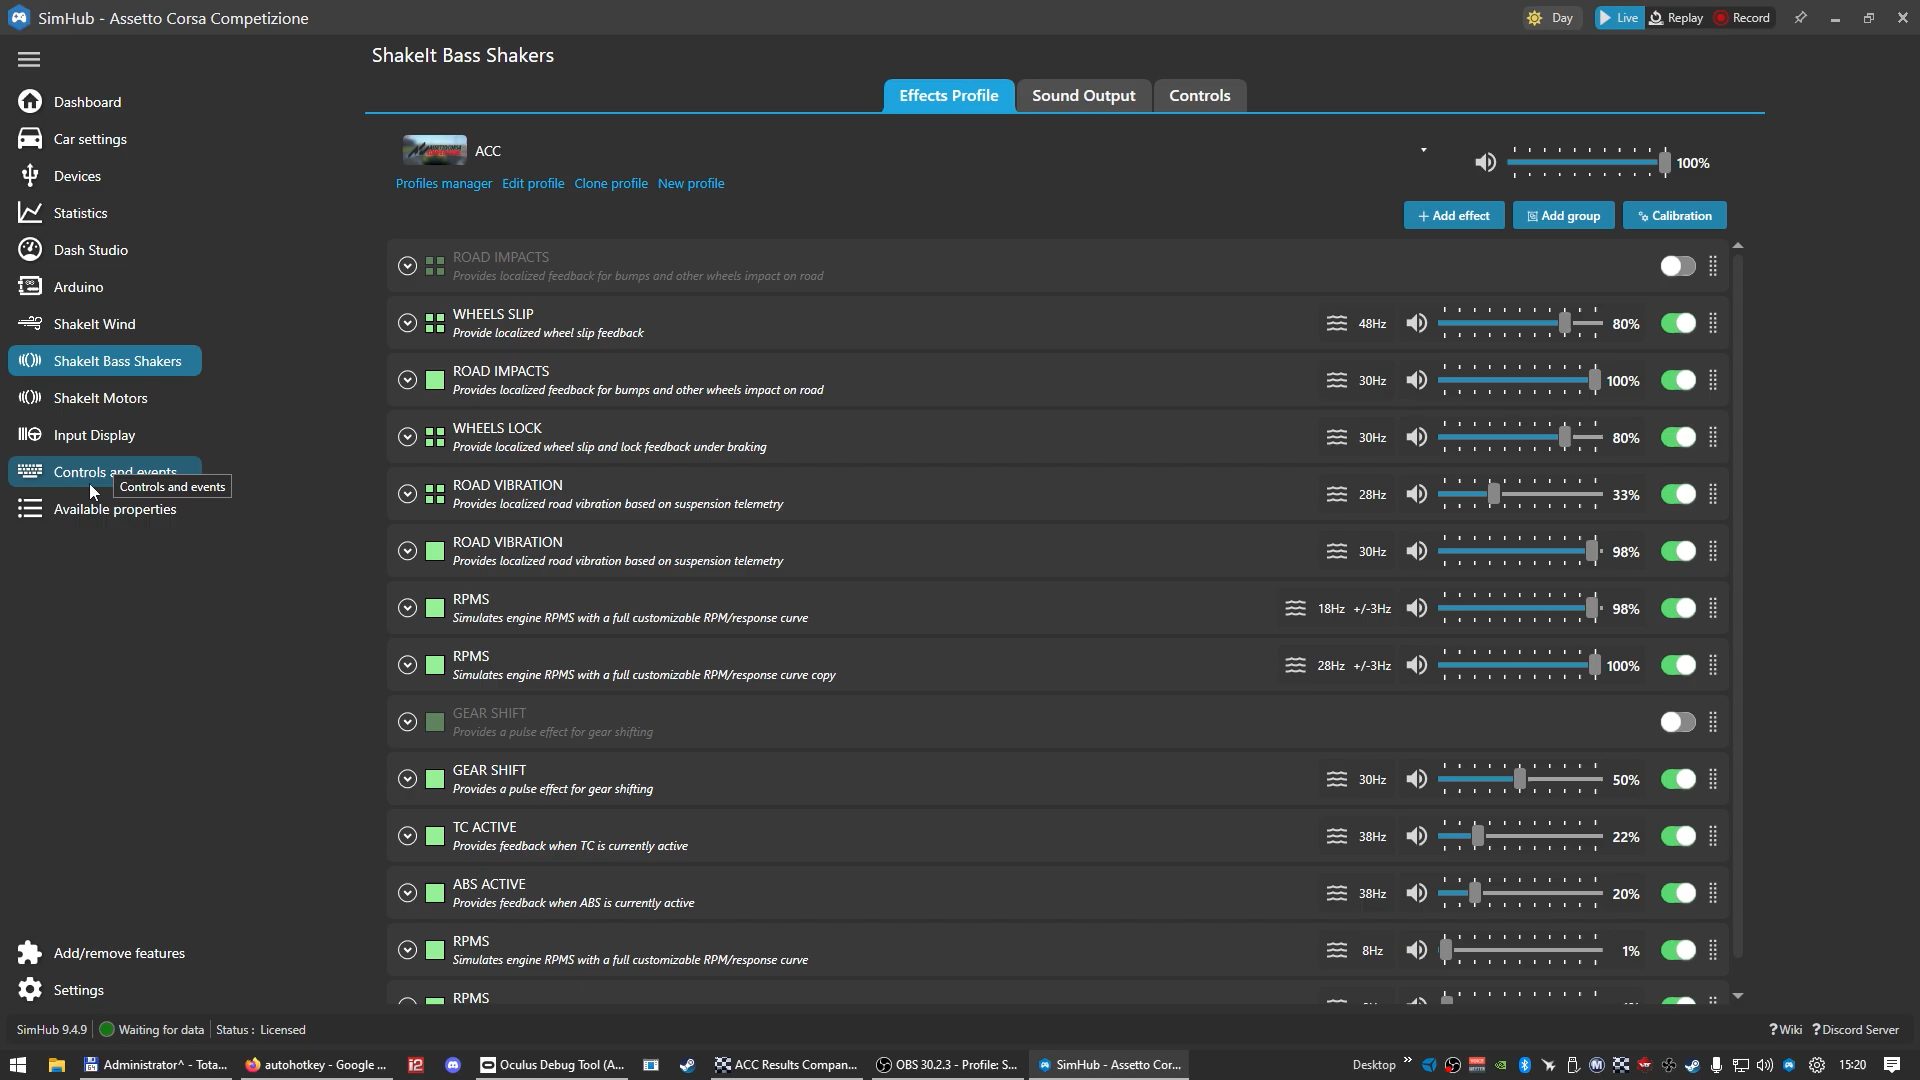 SimHub - Assetto Corsa Competizione
Day
Live
Replay
Record
ShakeIt Bass Shakers
Dashboard
Car settings
Devices
Statistics
Dash Studio
Arduino
ShakeIt Wind
ShakeIt Bass Shakers
ShakeIt Motors
Input Display
Controls and events
Controls and events
Available properties
Add/remove features
Settings
Effects Profile
Sound Output
Controls
ACC
100%
Profiles manager Edit profile Clone profile New profile
+ Add effect
Add group
Calibration
ROAD IMPACTS
Provides localized feedback for bumps and other wheels impact on road
WHEELS SLIP
Provide localized wheel slip feedback
48Hz 80%
ROAD IMPACTS
Provides localized feedback for bumps and other wheels impact on road
30Hz 100%
WHEELS LOCK
Provide localized wheel slip and lock feedback under braking
30Hz 80%
ROAD VIBRATION
Provides localized road vibration based on suspension telemetry
28Hz 33%
ROAD VIBRATION
Provides localized road vibration based on suspension telemetry
30Hz 98%
RPMS
Simulates engine RPMS with a full customizable RPM/response curve
18Hz +/-3Hz 98%
RPMS
Simulates engine RPMS with a full customizable RPM/response curve copy
28Hz +/-3Hz 100%
GEAR SHIFT
Provides a pulse effect for gear shifting
GEAR SHIFT
Provides a pulse effect for gear shifting
30Hz 50%
TC ACTIVE
Provides feedback when TC is currently active
38Hz 22%
ABS ACTIVE
Provides feedback when ABS is currently active
38Hz 20%
RPMS
Simulates engine RPMS with a full customizable RPM/response curve
8Hz 1%
RPMS
SimHub 9.4.9
Waiting for data
Status : Licensed
?Wiki ?Discord Server
Administrator^ - Tota...
autohotkey - Google ...
i2
Oculus Debug Tool (A...
ACC Results Compan...
OBS 30.2.3 - Profile: S...
SimHub - Assetto Cor...
Desktop
15:20